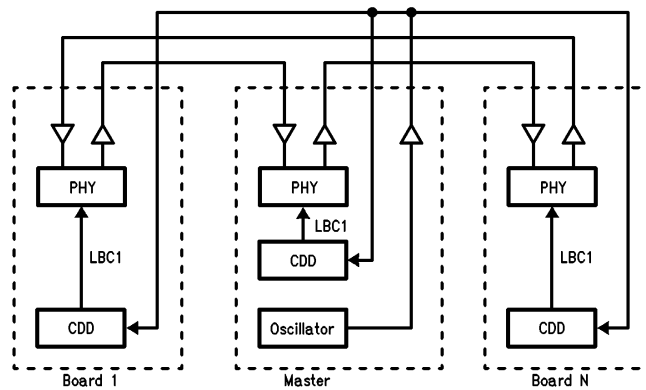 PHY
LBC1
CDD
Board 1
PHY
LBC1
CDD
Oscillator
Master
PHY
LBC1
CDD
Board N